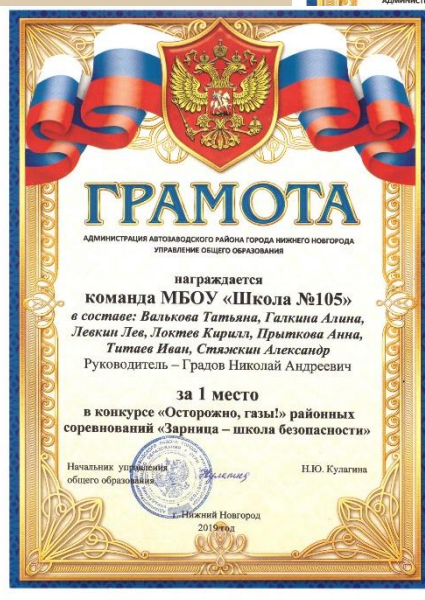 АДМИНИСТ
ГРАМОТА
АДМИНИСТРАЦИЯ АВТОЗАВОДСКОГО РАЙОНА ГОРОДА НИЖНЕГО НОВГОРОДА
УПРАВЛЕНИЕ ОБЩЕГО ОБРАЗОВАНИЯ
награждается
команда МБОУ «Школа №105»
в составе: Валькова Татьяна, Галкина Алина,
Левкин Лев, Локтев Кирилл, Прыткова Анна,
Титаев Иван, Стяжкин Александр
Руководитель – Градов Николай Андреевич
за 1 место
в конкурсе «Осторожно, газы!» районных
соревнований «Зарница – школа безопасности»
Начальник управления
общего образования
Н.Ю. Кулагина
г. Нижний Новгород
2019 год